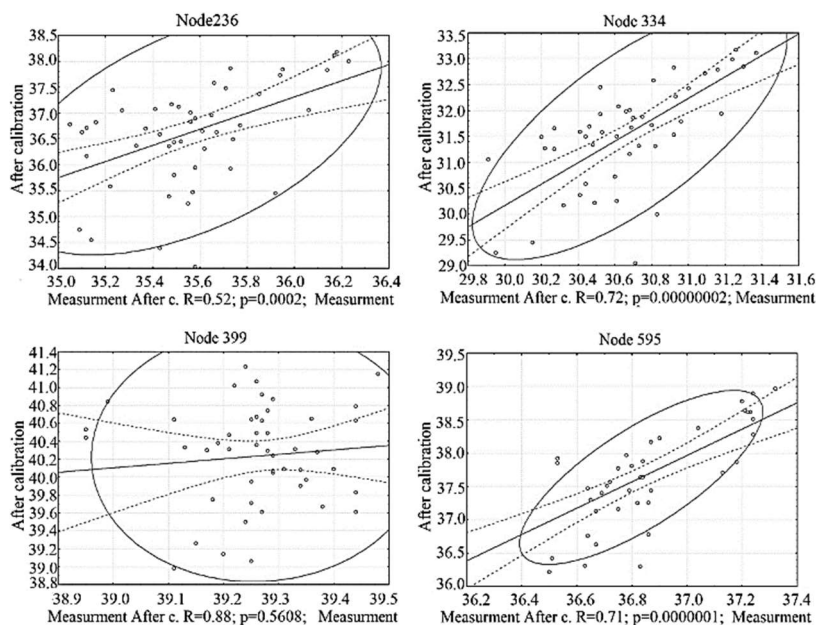 Node236
After calibration
38.5
38.0
37.5
37.0
36.5
36.0
35.5
35.0
34.5
34.0
35.0 35.2 35.4 35.6 35.8 36.0 36.2 36.4
Measurment After c. R=0.52; p=0.0002; Measurment
Node 334
After calibration
33.5
33.0
32.5
32.0
31.5
31.0
30.5
30.0
29.5
29.0
29.8 30.0 30.2 30.4 30.6 30.8 31.0 31.2 31.4 31.6
Measurment After c. R=0.72; p=0.00000002; Measurment
Node 399
After calibration
41.4
41.2
41.0
40.8
40.6
40.4
40.2
40.0
39.8
39.6
39.4
39.2
39.0
38.8
38.9 39.0 39.1 39.2 39.3 39.4 39.5
Measurment After c. R=0.88; p=0.5608; Measurment
Node 595
After calibration
39.5
39.0
38.5
38.0
37.5
37.0
36.5
36.0
36.2 36.4 36.6 36.8 37.0 37.2 37.4
Measurment After c. R=0.71; p=0.0000001; Measurment